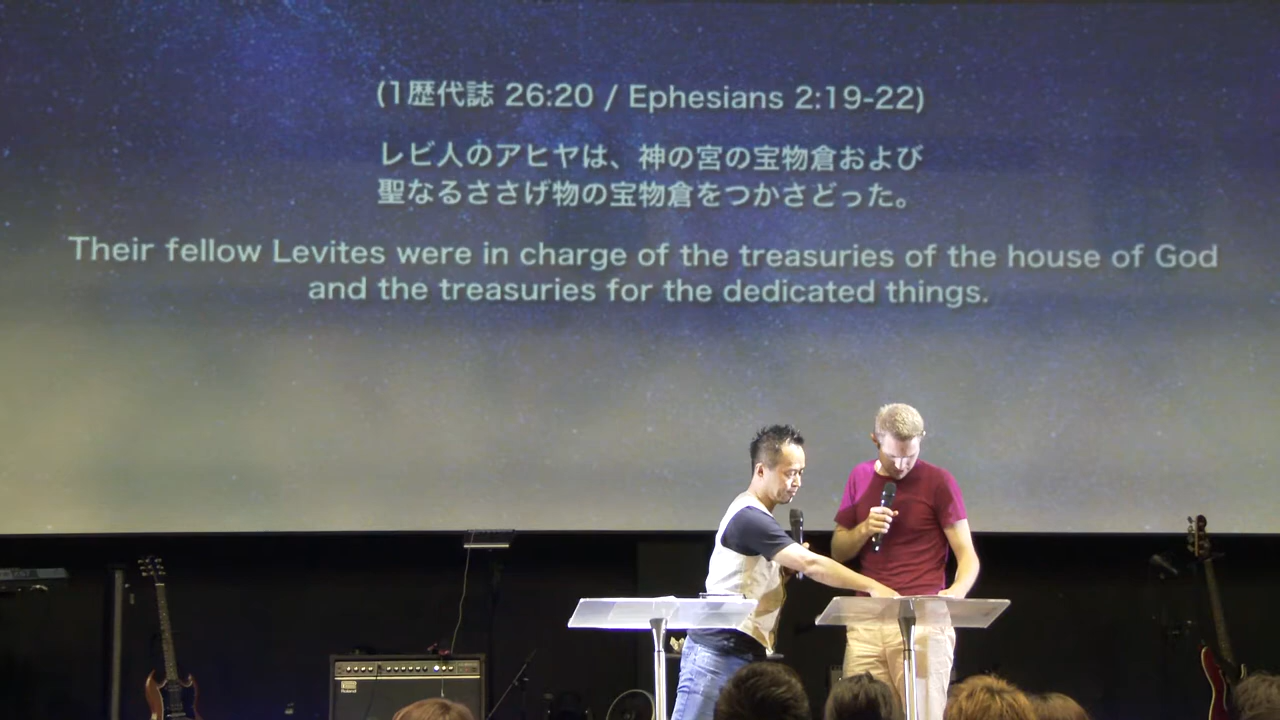 (1歴代誌 26:20 / Ephesians 2:19-22)
レビ人のアヒヤは、神の宮の宝物倉および
聖なるささげ物の宝物倉をつかさどった。
Their fellow Levites were in charge of the treasuries of the house of God
and the treasuries for the dedicated things.
Roland